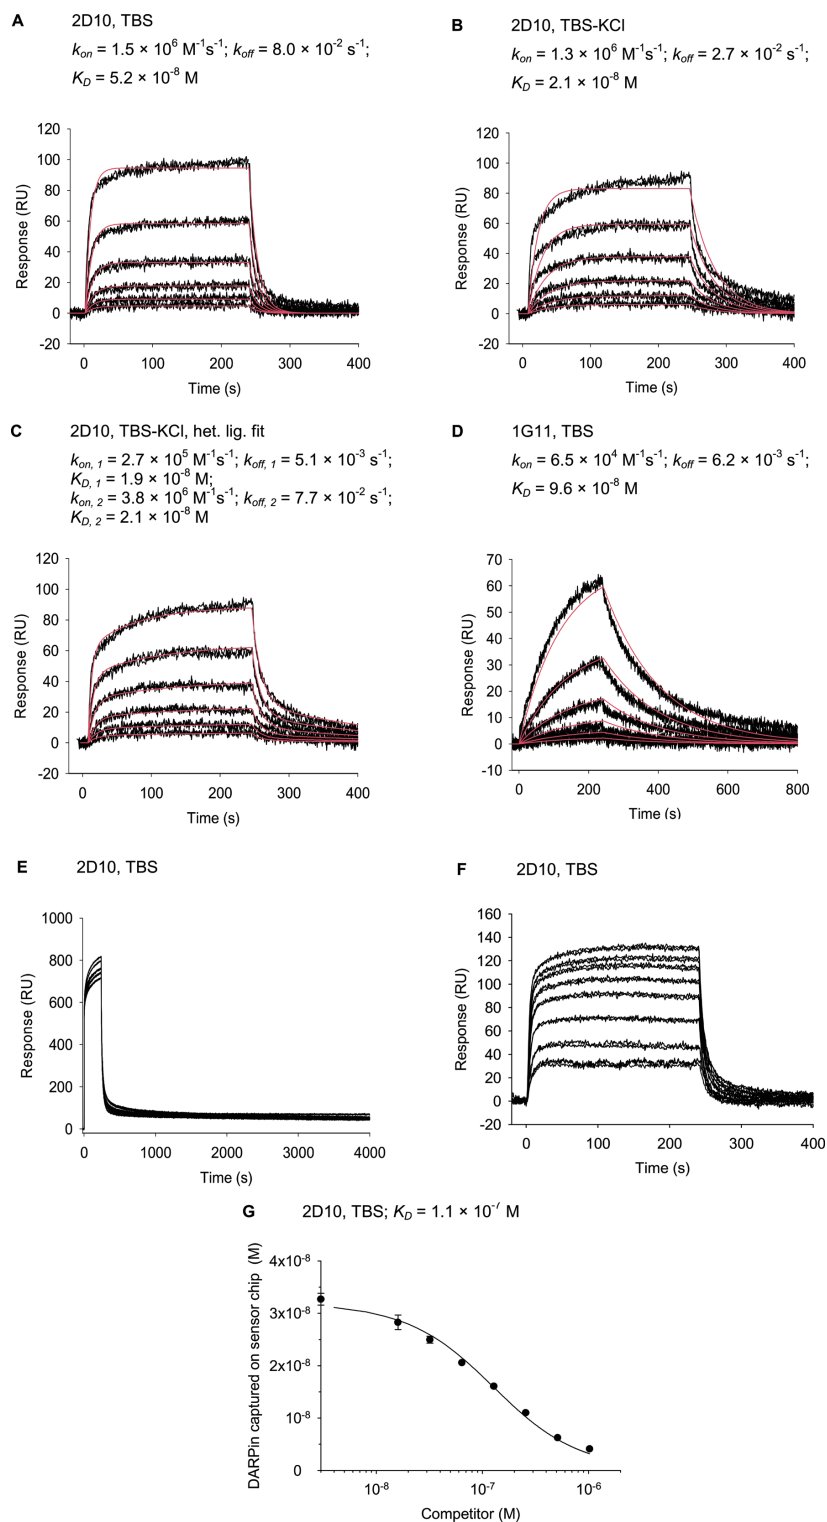 A
2D10, TBS
kon = 1.5 × 10⁶ M⁻¹s⁻¹; koff = 8.0 × 10⁻² s⁻¹;
KD = 5.2 × 10⁻⁸ M
120
100
80
60
40
20
0
-20
Response (RU)
0 100 200 300 400
Time (s)
B
2D10, TBS-KCl
kon = 1.3 × 10⁶ M⁻¹s⁻¹; koff = 2.7 × 10⁻² s⁻¹;
KD = 2.1 × 10⁻⁸ M
120
100
80
60
40
20
0
-20
Response (RU)
0 100 200 300 400
Time (s)
C
2D10, TBS-KCl, het. lig. fit
kon, 1 = 2.7 × 10⁵ M⁻¹s⁻¹; koff, 1 = 5.1 × 10⁻³ s⁻¹;
KD, 1 = 1.9 × 10⁻⁸ M;
kon, 2 = 3.8 × 10⁶ M⁻¹s⁻¹; koff, 2 = 7.7 × 10⁻² s⁻¹;
KD, 2 = 2.1 × 10⁻⁸ M
120
100
80
60
40
20
0
-20
Response (RU)
0 100 200 300 400
Time (s)
D
1G11, TBS
kon = 6.5 × 10⁴ M⁻¹s⁻¹; koff = 6.2 × 10⁻³ s⁻¹;
KD = 9.6 × 10⁻⁸ M
70
60
50
40
30
20
10
0
-10
Response (RU)
0 200 400 600 800
Time (s)
E
2D10, TBS
1000
800
600
400
200
0
Response (RU)
0 1000 2000 3000 4000
Time (s)
F
2D10, TBS
160
140
120
100
80
60
40
20
0
-20
Response (RU)
0 100 200 300 400
Time (s)
G
2D10, TBS; KD = 1.1 × 10⁻⁷ M
4x10⁻⁸
3x10⁻⁸
2x10⁻⁸
10⁻⁸
0
DARPin captured on sensor chip (M)
10⁻⁸ 10⁻⁷ 10⁻⁶
Competitor (M)